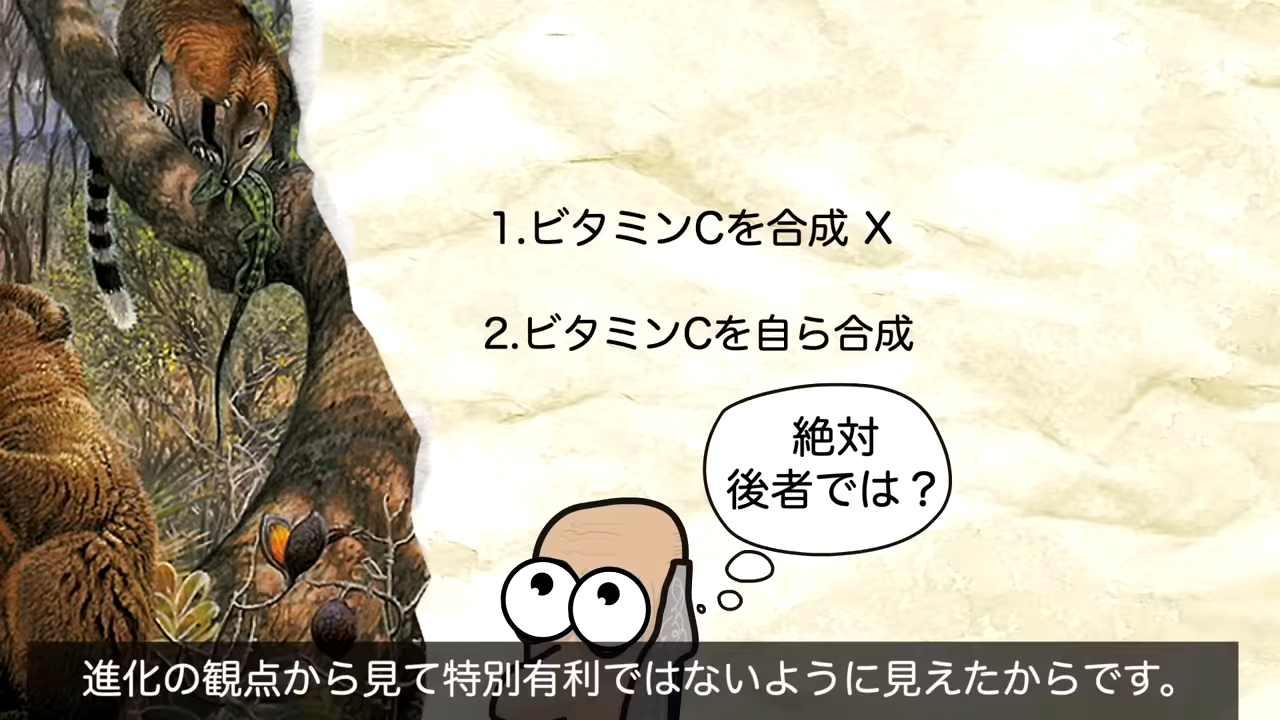 1.ビタミンCを合成 X
2.ビタミンCを自ら合成
絶対
後者では？
進化の観点から見て特別有利ではないように見えたからです。